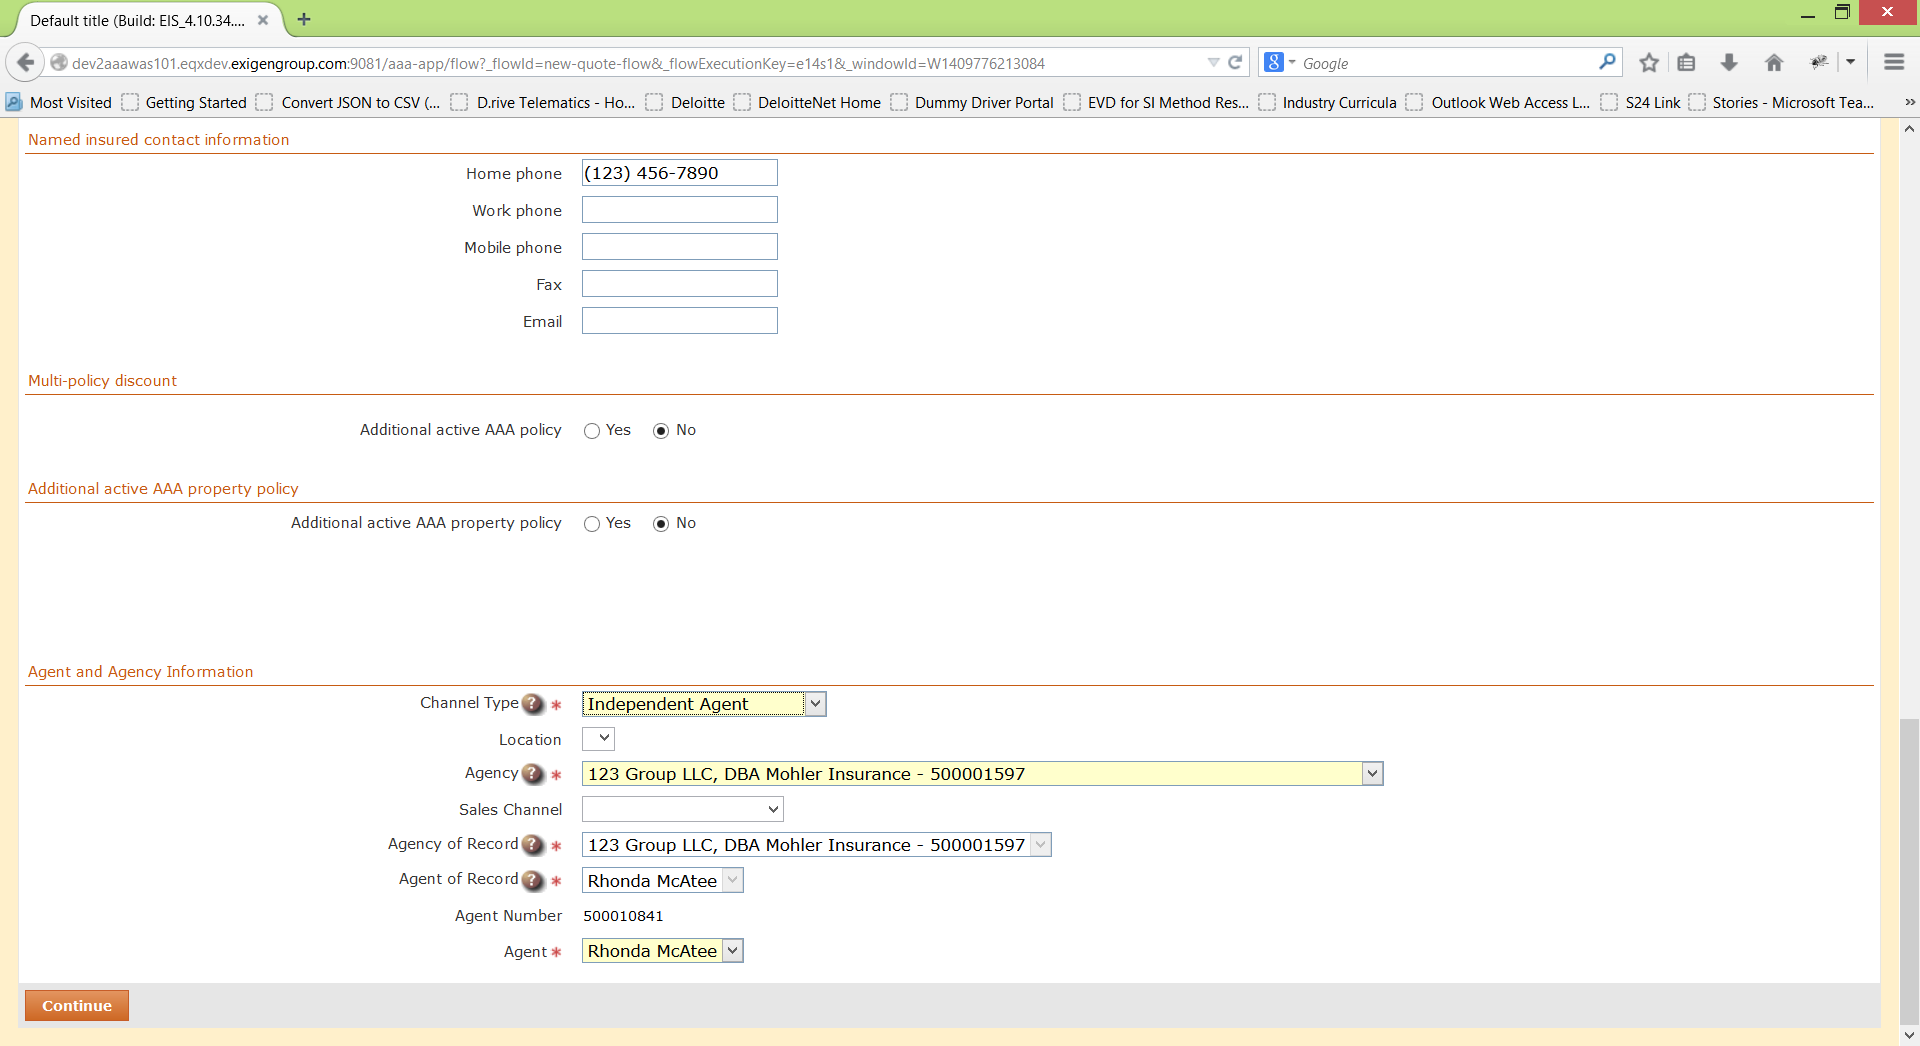 Default title (Build: EIS_4.10.34....
dev2aaawas101.eqxdev.exigengroup.com:9081/aaa-app/flow?_flowId=new-quote-flow&_flowExecutionKey=e14s1&_windowId=W1409776213084
8 Google
Most Visited Getting Started Convert JSON to CSV (... D.rive Telematics - Ho... Deloitte DeloitteNet Home Dummy Driver Portal EVD for SI Method Res... Industry Curricula Outlook Web Access L... S24 Link Stories - Microsoft Tea... »
Named insured contact information
Home phone (123) 456-7890
Work phone
Mobile phone
Fax
Email
Multi-policy discount
Additional active AAA policy Yes No
Additional active AAA property policy
Additional active AAA property policy Yes No
Agent and Agency Information
Channel Type ? * Independent Agent
Location
Agency ? * 123 Group LLC, DBA Mohler Insurance - 500001597
Sales Channel
Agency of Record ? * 123 Group LLC, DBA Mohler Insurance - 500001597
Agent of Record ? * Rhonda McAtee
Agent Number 500010841
Agent * Rhonda McAtee
Continue